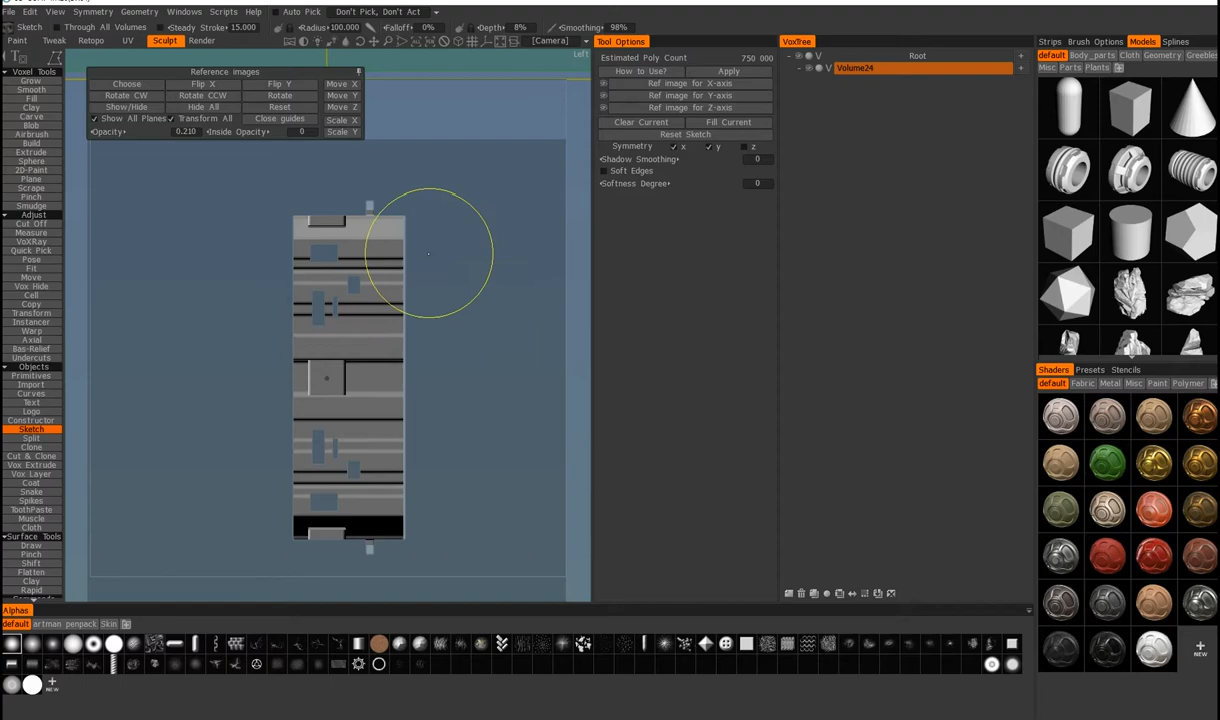 File Edit View Symmetry Geometry Windows Scripts Help Auto Pick Don't Pick, Don't Act
Sketch Through All Volumes Steady Stroke 15.000 Radius 100.000 Falloff 0% Depth 8% Smoothing 98%
Paint Tweak Retopo UV Sculpt Render [Camera]
Left
Reference images
Choose Flip X Flip Y Move X
Rotate CW Rotate CCW Rotate Move Y
Show/Hide Hide All Reset Move Z
Show All Planes Transform All Close guides Scale X
Opacity 0.210 Inside Opacity 0 Scale Y
Voxel Tools
Grow
Smooth
Fill
Clay
Carve
Blob
Airbrush
Build
Extrude
Sphere
2D-Paint
Plane
Scrape
Pinch
Smudge
Adjust
Cut Off
Measure
VoXRay
Quick Pick
Pose
Fit
Move
Vox Hide
Cell
Copy
Transform
Instancer
Warp
Axial
Bas-Relief
Undercuts
Objects
Primitives
Import
Curves
Text
Logo
Constructor
Sketch
Split
Clone
Cut & Clone
Vox Extrude
Vox Layer
Coat
Snake
Spikes
ToothPaste
Muscle
Cloth
Surface Tools
Draw
Pinch
Shift
Flatten
Clay
Rapid
Tool Options
Estimated Poly Count 750 000
How to Use? Apply
Ref image for X-axis
Ref image for Y-axis
Ref image for Z-axis
Clear Current Fill Current
Reset Sketch
Symmetry x y z
Shadow Smoothing 0
Soft Edges
Softness Degree 0
VoxTree
V Root
V Volume24
Strips Brush Options Models Splines
default Body_parts Cloth Geometry Greebles
Misc Parts Plants
Shaders Presets Stencils
default Fabric Metal Misc Paint Polymer
NEW
Alphas
default artman penpack Skin
NEW